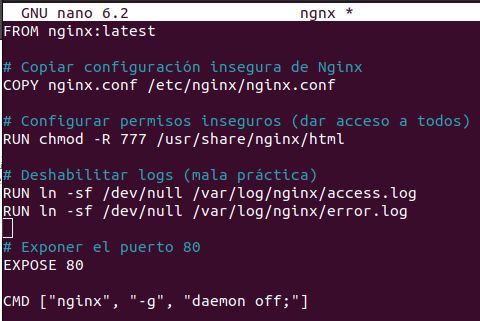 GNU nano 6.2 ngnx *
FROM nginx:latest
# Copiar configuración insegura de Nginx
COPY nginx.conf /etc/nginx/nginx.conf
# Configurar permisos inseguros (dar acceso a todos)
RUN chmod -R 777 /usr/share/nginx/html
# Deshabilitar logs (mala práctica)
RUN ln -sf /dev/null /var/log/nginx/access.log
RUN ln -sf /dev/null /var/log/nginx/error.log
# Exponer el puerto 80
EXPOSE 80
CMD ["nginx", "-g", "daemon off;"]